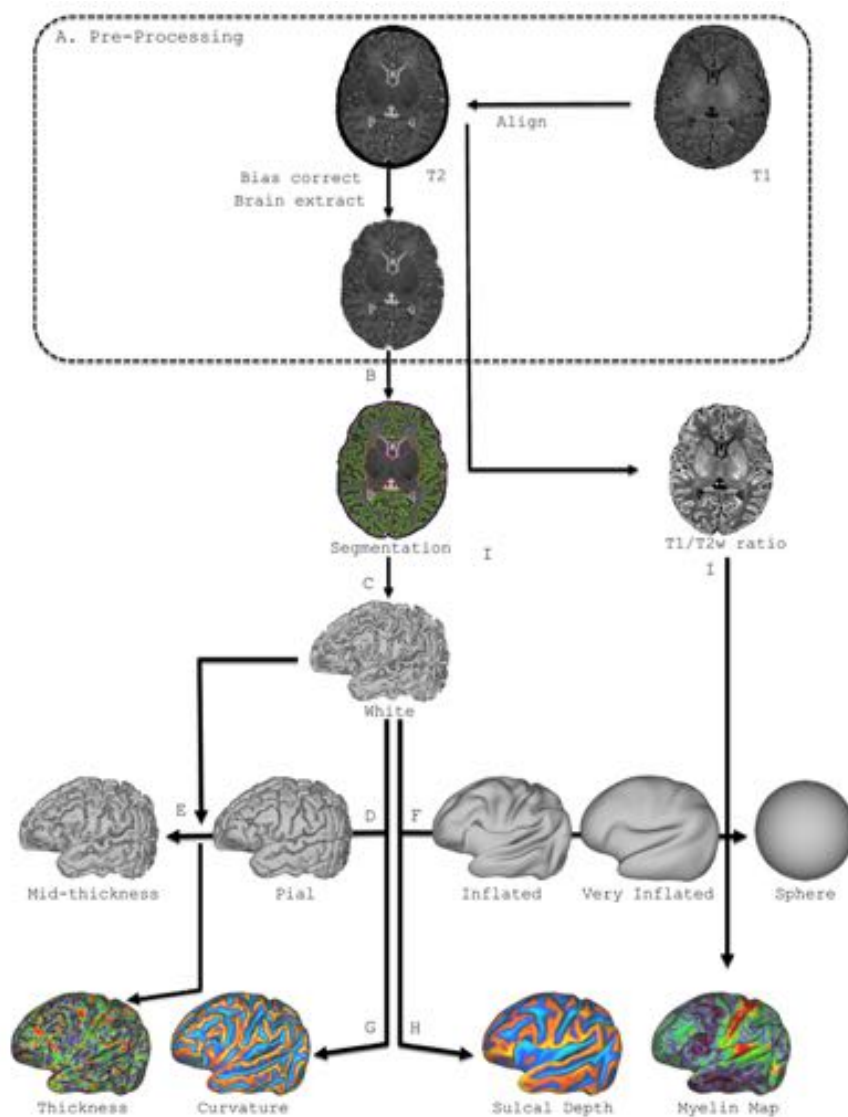 A. Pre-Processing
Align
T2
T1
Bias correct
Brain extract
B
Segmentation
I
T1/T2w ratio
I
C
White
E
D
F
Mid-thickness
Pial
Inflated
Very Inflated
Sphere
G
H
Thickness
Curvature
Sulcal Depth
Myelin Map